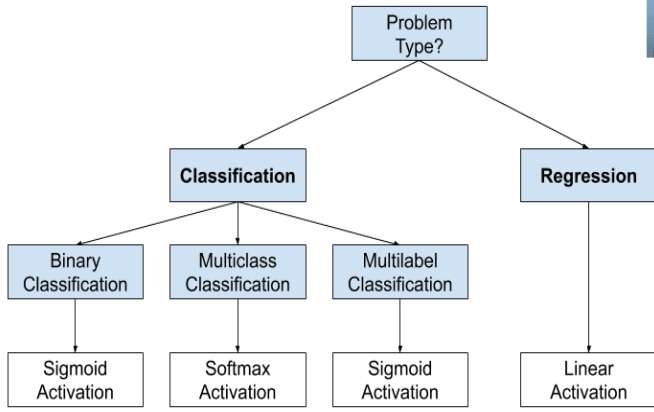 Problem
Type?
Classification
Regression
Binary
Classification
Multiclass
Classification
Multilabel
Classification
Sigmoid
Activation
Softmax
Activation
Sigmoid
Activation
Linear
Activation